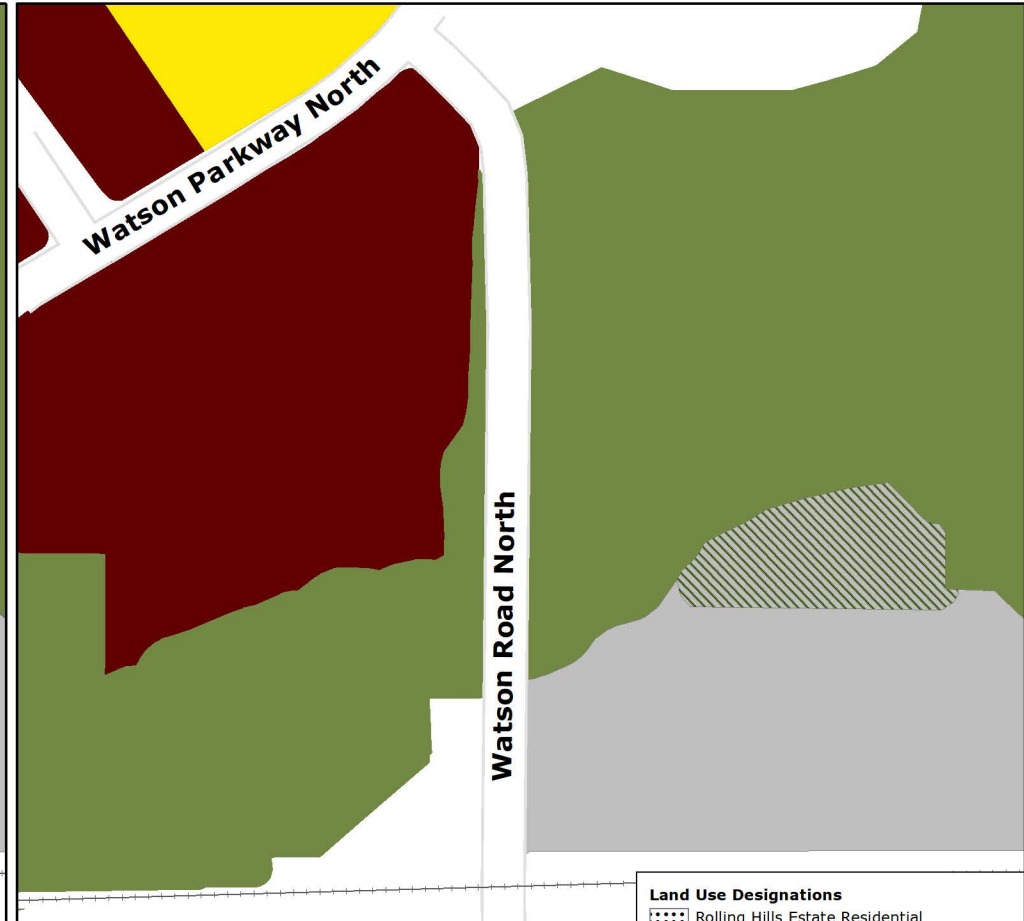 Watson Parkway North
Watson Road North
Land Use Designations
Rolling Hills Estate Residential